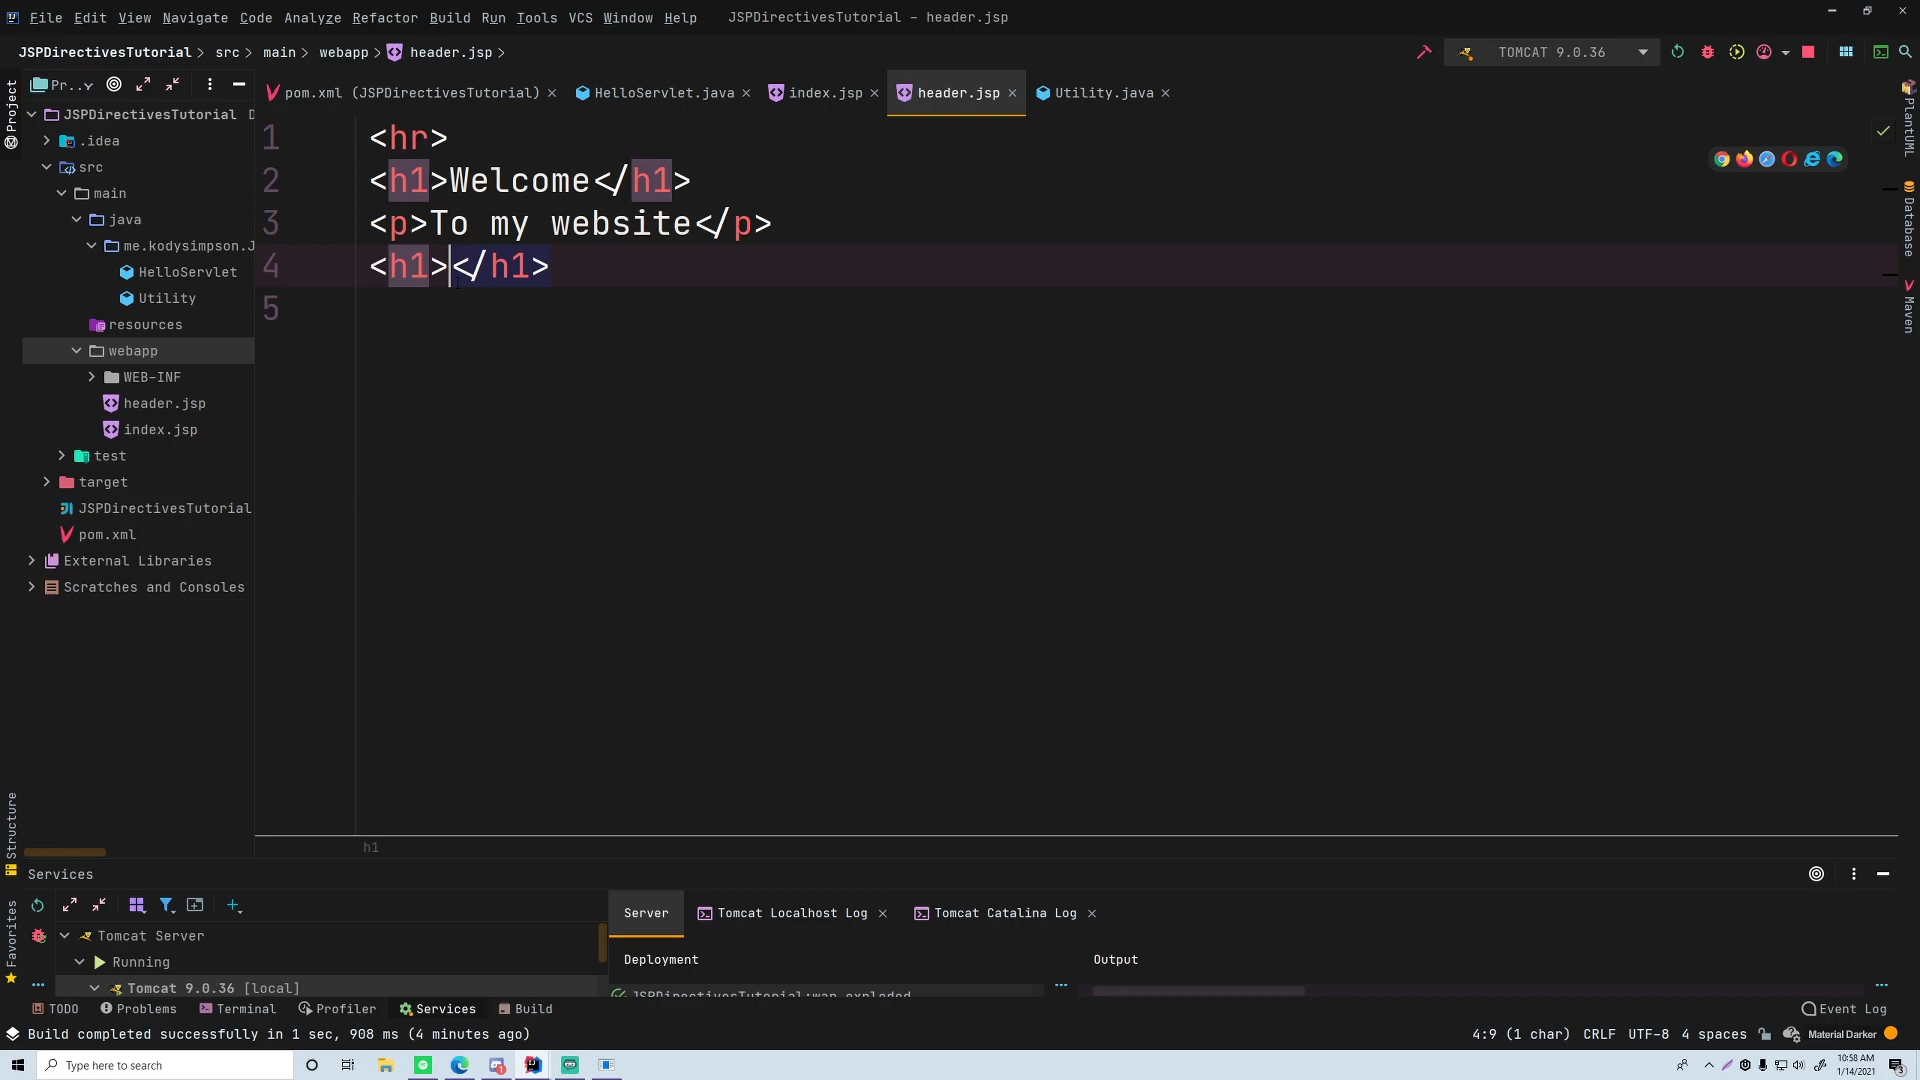 File Edit View Navigate Code Analyze Refactor Build Run Tools VCS Window Help JSPDirectivesTutorial - header.jsp
JSPDirectivesTutorial > src > main > webapp > header.jsp > TOMCAT 9.0.36
Project
Pr..
pom.xml (JSPDirectivesTutorial) × HelloServlet.java × index.jsp × header.jsp × Utility.java ×
JSPDirectivesTutorial
.idea
src
main
java
me.kodysimpson.J
HelloServlet
Utility
resources
webapp
WEB-INF
header.jsp
index.jsp
test
target
JSPDirectivesTutorial
pom.xml
External Libraries
Scratches and Consoles
1 <hr>
2 <h1>Welcome</h1>
3 <p>To my website</p>
4 <h1></h1>
5
h1
PlantUML
Database
Maven
Structure
Favorites
Services
Server Tomcat Localhost Log × Tomcat Catalina Log ×
Tomcat Server
Running
Tomcat 9.0.36 [local]
Deployment Output
JSPDirectivesTutorial:war exploded
TODO Problems Terminal Profiler Services Build Event Log
Build completed successfully in 1 sec, 908 ms (4 minutes ago) 4:9 (1 char) CRLF UTF-8 4 spaces Material Darker
Type here to search
10:58 AM
1/14/2021